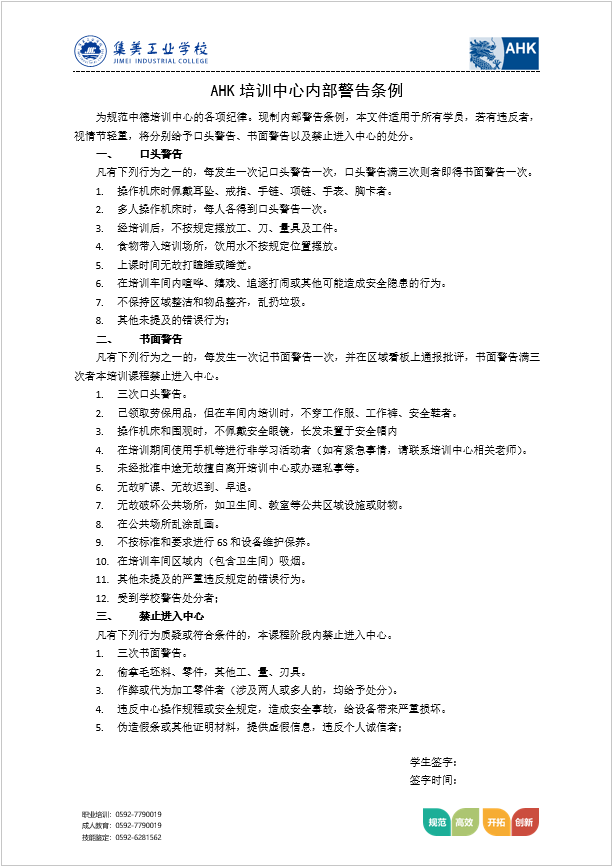 集美工业学校
JIMEI INDUSTRIAL COLLEGE
AHK
AHK 培训中心内部警告条例
为规范中德培训中心的各项纪律。现制内部警告条例，本文件适用于所有学员，若有违反者，
视情节轻重，将分别给予口头警告、书面警告以及禁止进入中心的处分。
一、 口头警告
凡有下列行为之一的，每发生一次记口头警告一次，口头警告满三次则者即得书面警告一次。
1. 操作机床时佩戴耳坠、戒指、手链、项链、手表、胸卡者。
2. 多人操作机床时，每人各得到口头警告一次。
3. 经培训后，不按规定摆放工、刀、量具及工件。
4. 食物带入培训场所，饮用水不按规定位置摆放。
5. 上课时间无故打瞌睡或睡觉。
6. 在培训车间内喧哗、嬉戏、追逐打闹或其他可能造成安全隐患的行为。
7. 不保持区域整洁和物品整齐，乱扔垃圾。
8. 其他未提及的错误行为；
二、 书面警告
凡有下列行为之一的，每发生一次记书面警告一次，并在区域看板上通报批评，书面警告满三
次者本培训课程禁止进入中心。
1. 三次口头警告。
2. 已领取劳保用品，但在车间内培训时，不穿工作服、工作裤、安全鞋者。
3. 操作机床和围观时，不佩戴安全眼镜，长发未置于安全帽内
4. 在培训期间使用手机等进行非学习活动者（如有紧急事情，请联系培训中心相关老师）。
5. 未经批准中途无故擅自离开培训中心或办理私事等。
6. 无故旷课、无故迟到、早退。
7. 无故破坏公共场所，如卫生间、教室等公共区域设施或财物。
8. 在公共场所乱涂乱画。
9. 不按标准和要求进行 6S 和设备维护保养。
10. 在培训车间区域内（包含卫生间）吸烟。
11. 其他未提及的严重违反规定的错误行为。
12. 受到学校警告处分者；
三、 禁止进入中心
凡有下列行为质疑或符合条件的，本课程阶段内禁止进入中心。
1. 三次书面警告。
2. 偷拿毛坯料、零件，其他工、量、刃具。
3. 作弊或代为加工零件者（涉及两人或多人的，均给予处分）。
4. 违反中心操作规程或安全规定，造成安全事故，给设备带来严重损坏。
5. 伪造假条或其他证明材料，提供虚假信息，违反个人诚信者；
学生签字：
签字时间：
职业培训：0592-7790019
成人教育：0592-7790019
技能鉴定：0592-6281562
规范 高效 开拓 创新